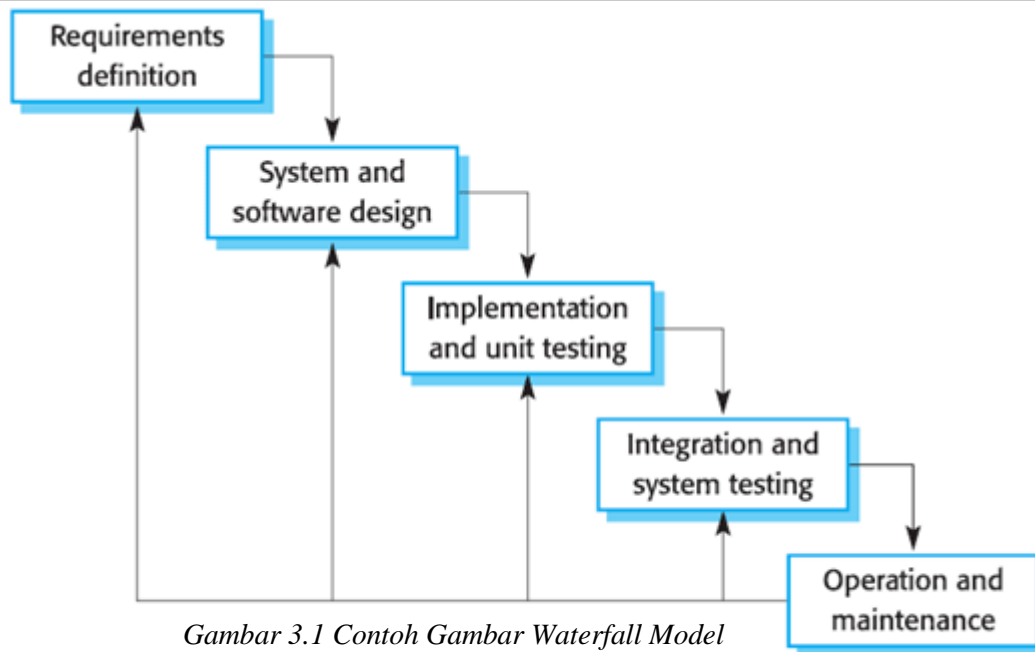 Requirements
definition
System and
software design
Implementation
and unit testing
Integration and
system testing
Operation and
maintenance
Gambar 3.1 Contoh Gambar Waterfall Model